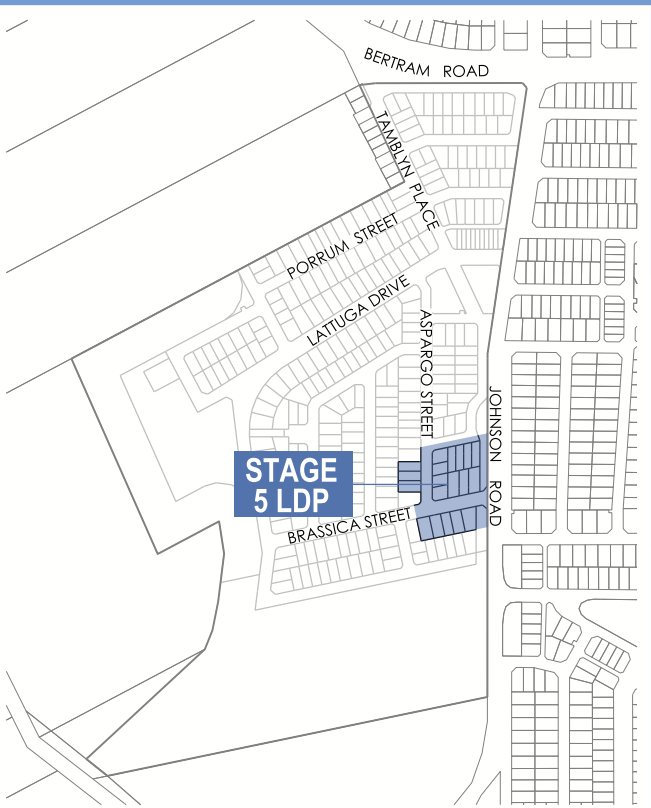 BERTRAM ROAD
TAMBLYN PLACE
PORRUM STREET
LATTUGA DRIVE
ASPARGO STREET
JOHNSON ROAD
STAGE
5 LDP
BRASSICA STREET